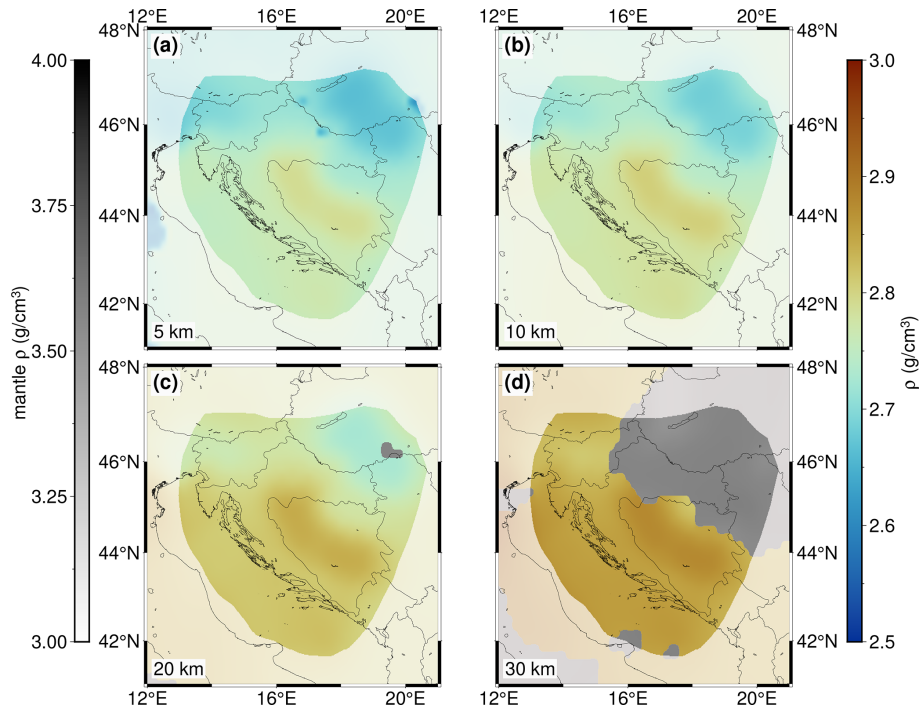 12°E 16°E 20°E 12°E 16°E 20°E
48°N 48°N
(a) (b)
4.00 3.0
46°N 46°N
2.9
3.75
44°N 44°N
2.8
42°N 42°N
5 km 10 km
mantle ρ (g/cm³) 3.50 ρ (g/cm³)
48°N 48°N
(c) (d)
2.7
46°N 46°N
3.25
2.6
44°N 44°N
3.00 42°N 42°N 2.5
20 km 30 km
12°E 16°E 20°E 12°E 16°E 20°E